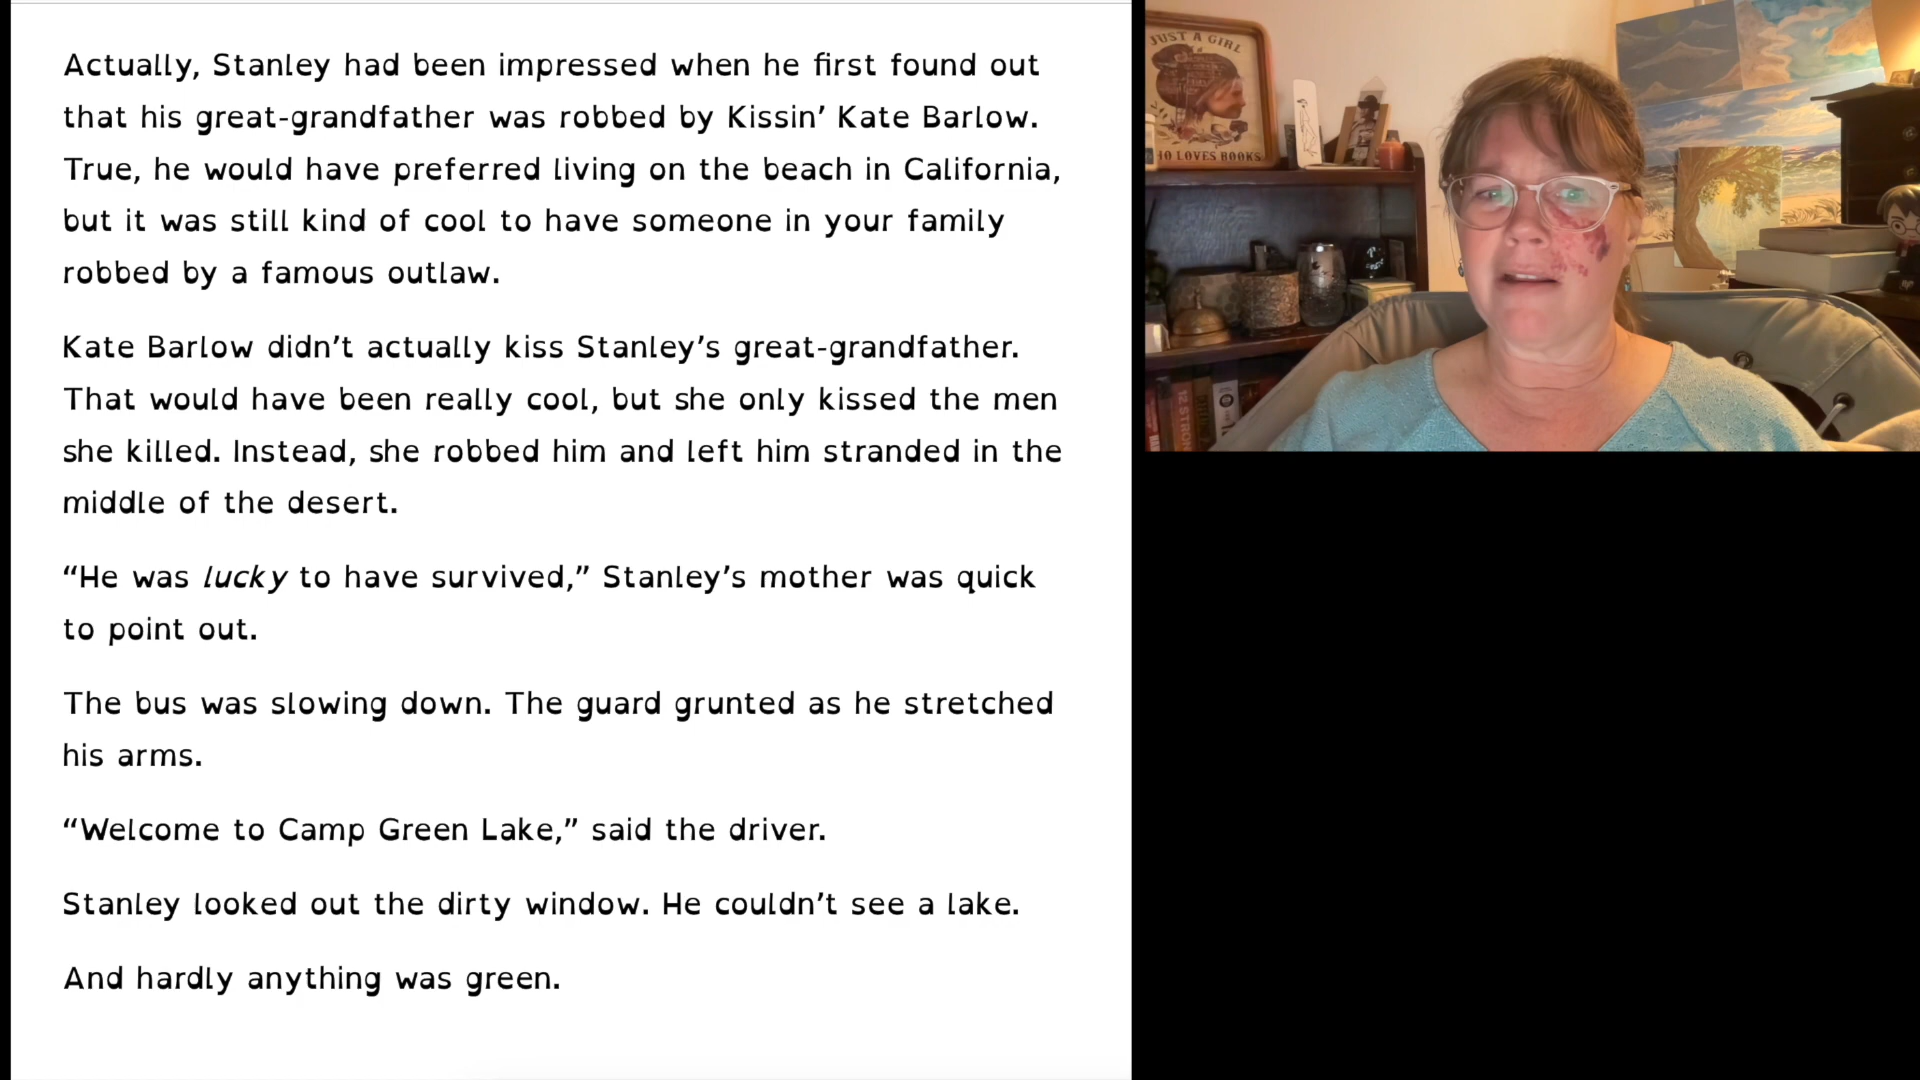 Actually, Stanley had been impressed when he first found out
that his great-grandfather was robbed by Kissin’ Kate Barlow.
True, he would have preferred living on the beach in California,
but it was still kind of cool to have someone in your family
robbed by a famous outlaw.
Kate Barlow didn’t actually kiss Stanley’s great-grandfather.
That would have been really cool, but she only kissed the men
she killed. Instead, she robbed him and left him stranded in the
middle of the desert.
“He was lucky to have survived,” Stanley’s mother was quick
to point out.
The bus was slowing down. The guard grunted as he stretched
his arms.
“Welcome to Camp Green Lake,” said the driver.
Stanley looked out the dirty window. He couldn’t see a lake.
And hardly anything was green.
JUST A GIRL
HO LOVES BOOKS
12 STRON